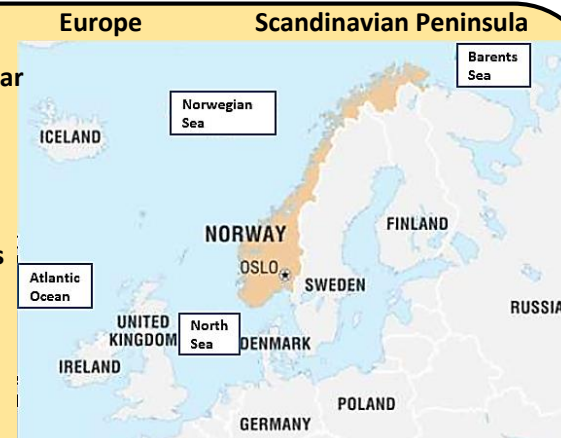 Europe
Scandinavian Peninsula
ar
Barents
Sea
Norwegian
Sea
ICELAND
NORWAY
FINLAND
s
OSLO
Atlantic
Ocean
SWEDEN
RUSSIA
UNITED
KINGDOM
North
Sea
DENMARK
IRELAND
POLAND
GERMANY